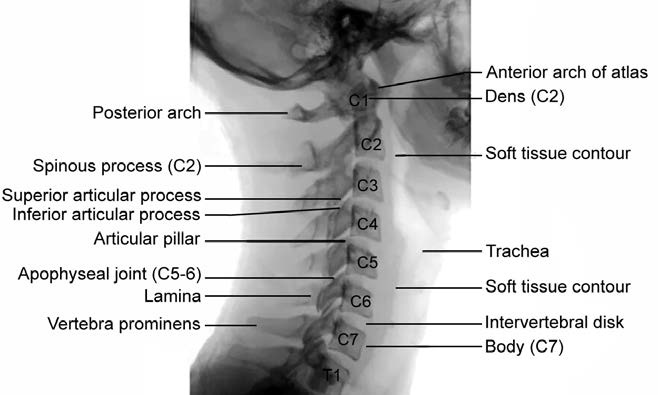 Posterior arch
Spinous process (C2)
Superior articular process
Inferior articular process
Articular pillar
Apophyseal joint (C5-6)
Lamina
Vertebra prominens
C1
C2
C3
C4
C5
C6
C7
T1
Anterior arch of atlas
Dens (C2)
Soft tissue contour
Trachea
Soft tissue contour
Intervertebral disk
Body (C7)